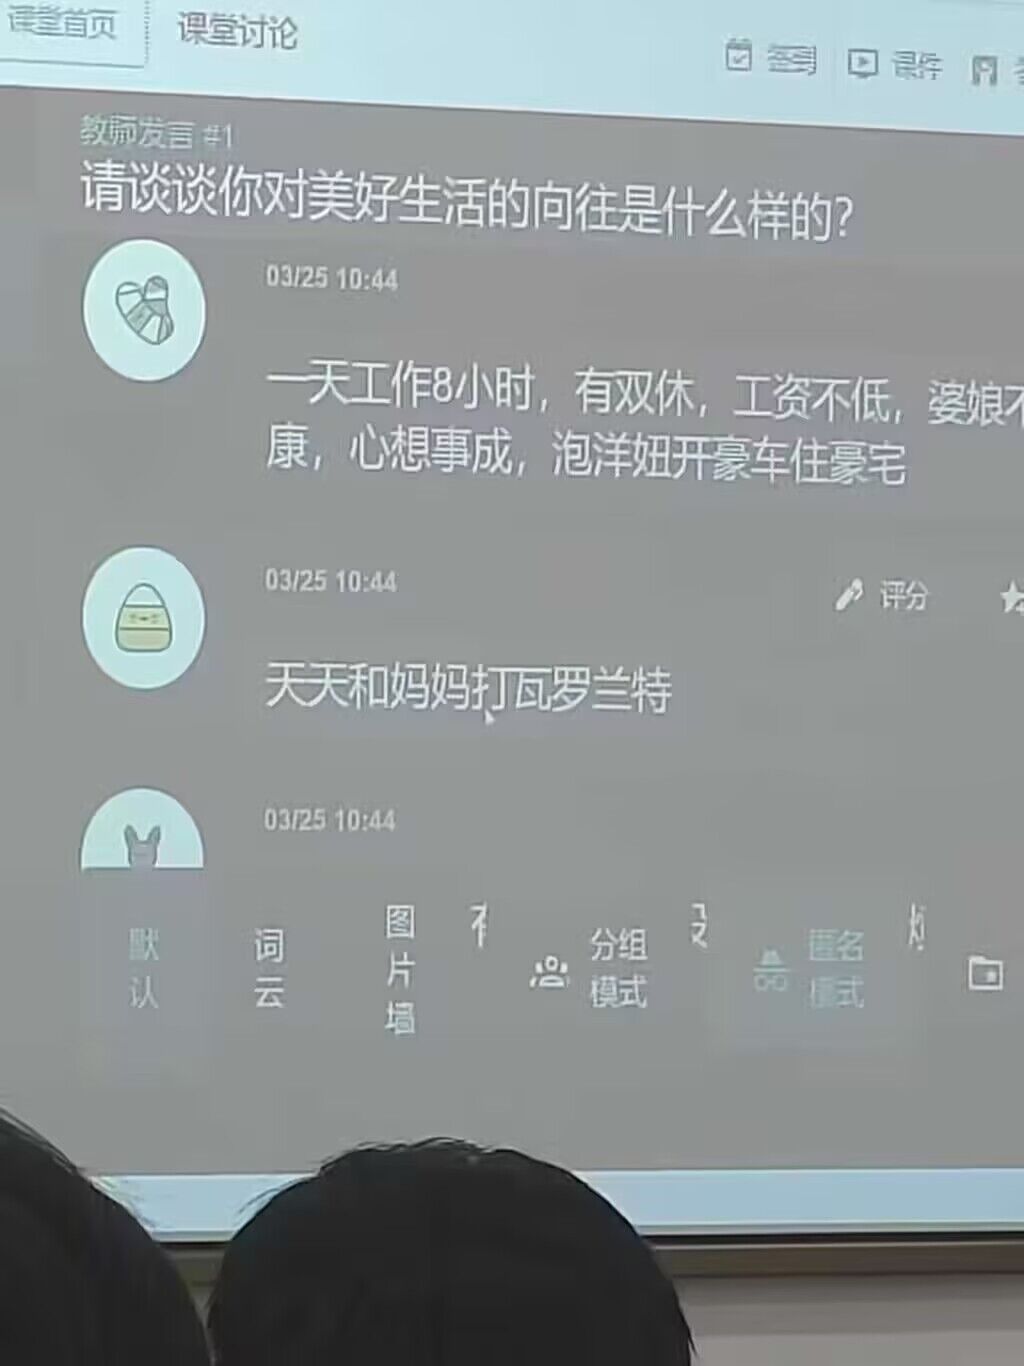 课堂首页 课堂讨论
签到 课件
教师发言 #1
请谈谈你对美好生活的向往是什么样的?
03/25 10:44
一天工作8小时，有双休，工资不低，婆娘不
康，心想事成，泡洋妞开豪车住豪宅
03/25 10:44
评分
天天和妈妈打瓦罗兰特
03/25 10:44
默认
词云
图片墙
分组模式
匿名模式